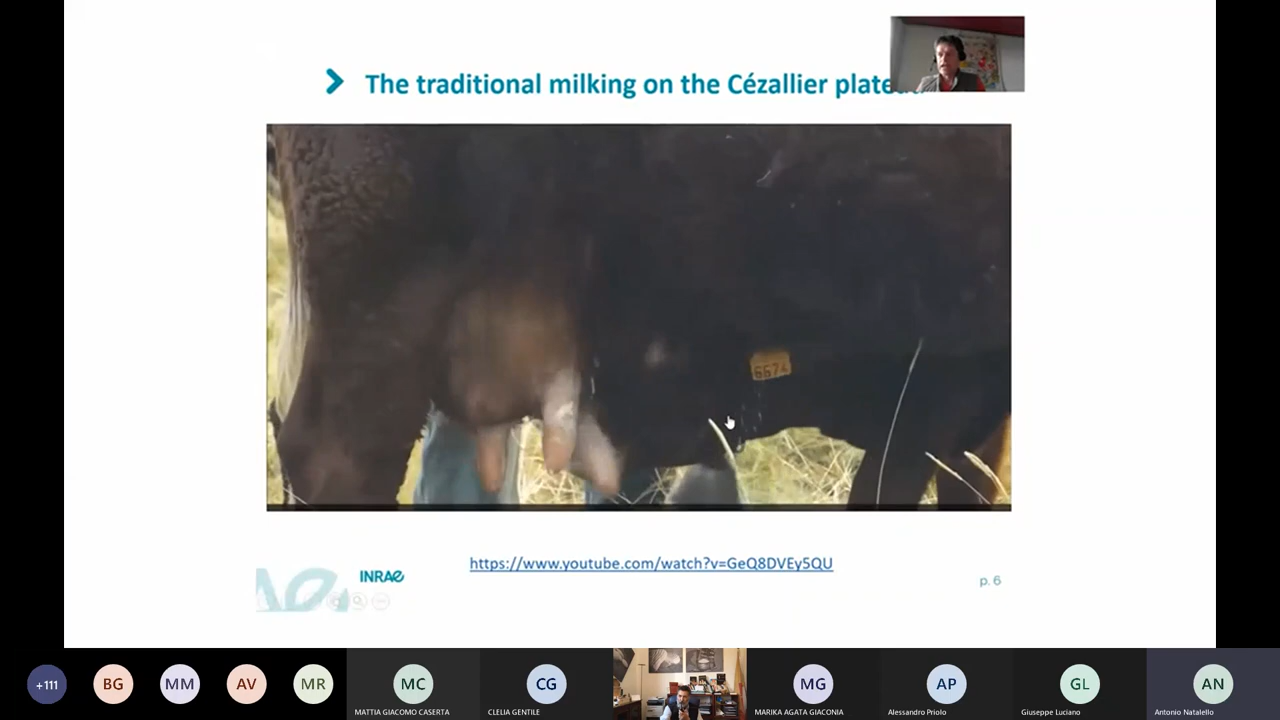 The traditional milking on the Cézallier
6674
https://www.youtube.com/watch?v=GeQ8DVEy5QU
INRAE
p. 6
+111
BG
MM
AV
MR
MC
MATTIA GIACOMO CASERTA
CG
CLELIA GENTILE
MG
MARIKA AGATA GIACONIA
AP
Alessandro Priolo
GL
Giuseppe Luciano
AN
Antonio Natalello